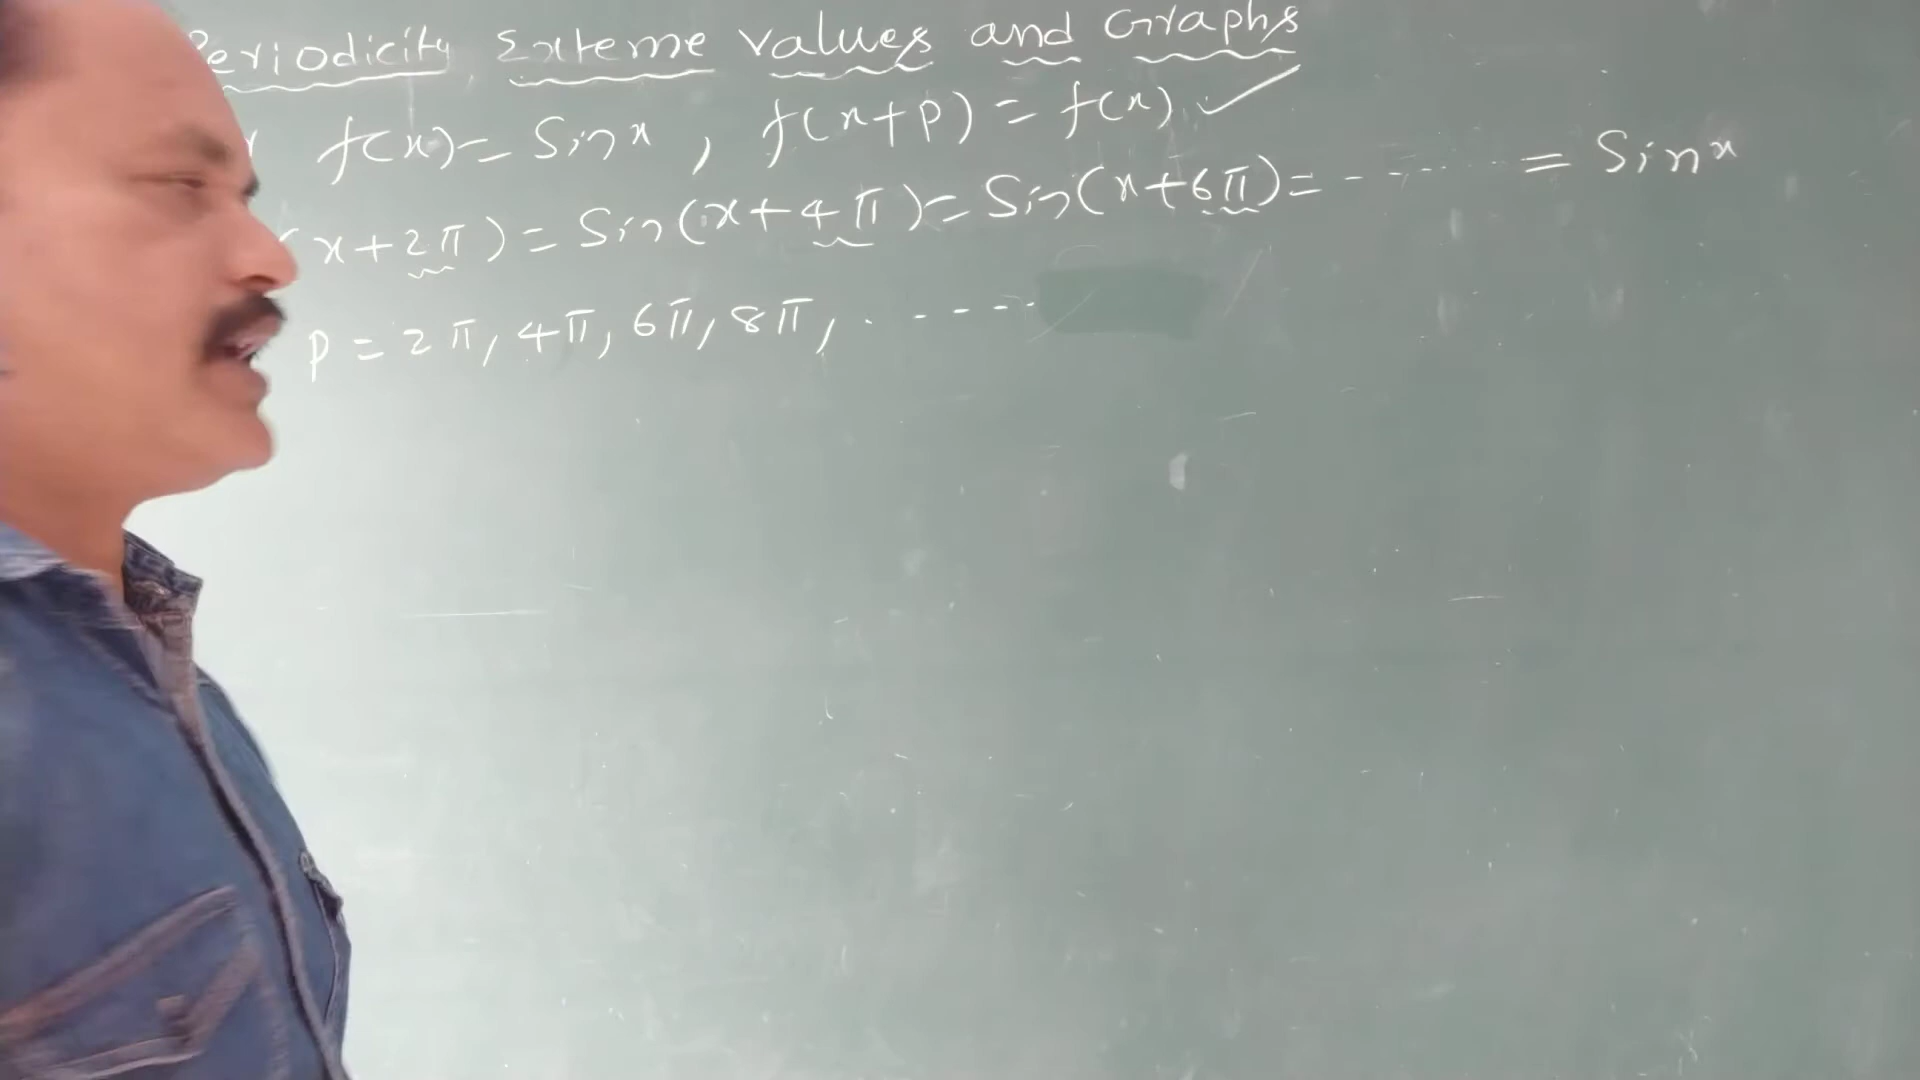 Periodicity, Exteme values and Graphs
f(x) = Sinx, f(x+p) = f(x) ✓
(x+2π) = Sin(x+4π) = Sin(x+6π) = - - - - - - = Sinx
p = 2π, 4π, 6π, 8π, . - - - - .